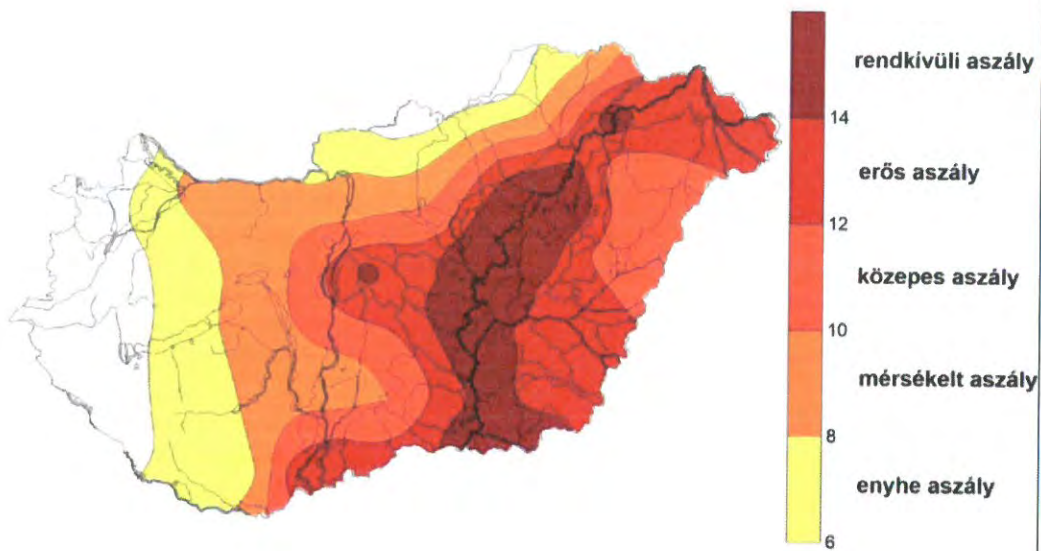 rendkívüli aszály
14
erős aszály
12
közepes aszály
10
mérsékelt aszály
8
enyhe aszály
6